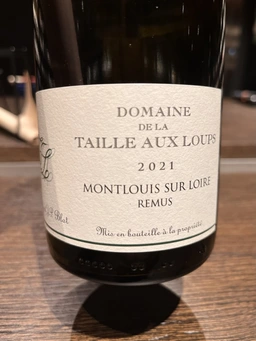 DOMAINE
DE LA
TAILLE AUX LOUPS
2021
MONTLOUIS SUR LOIRE
REMUS
Mis en bouteille à la propriété